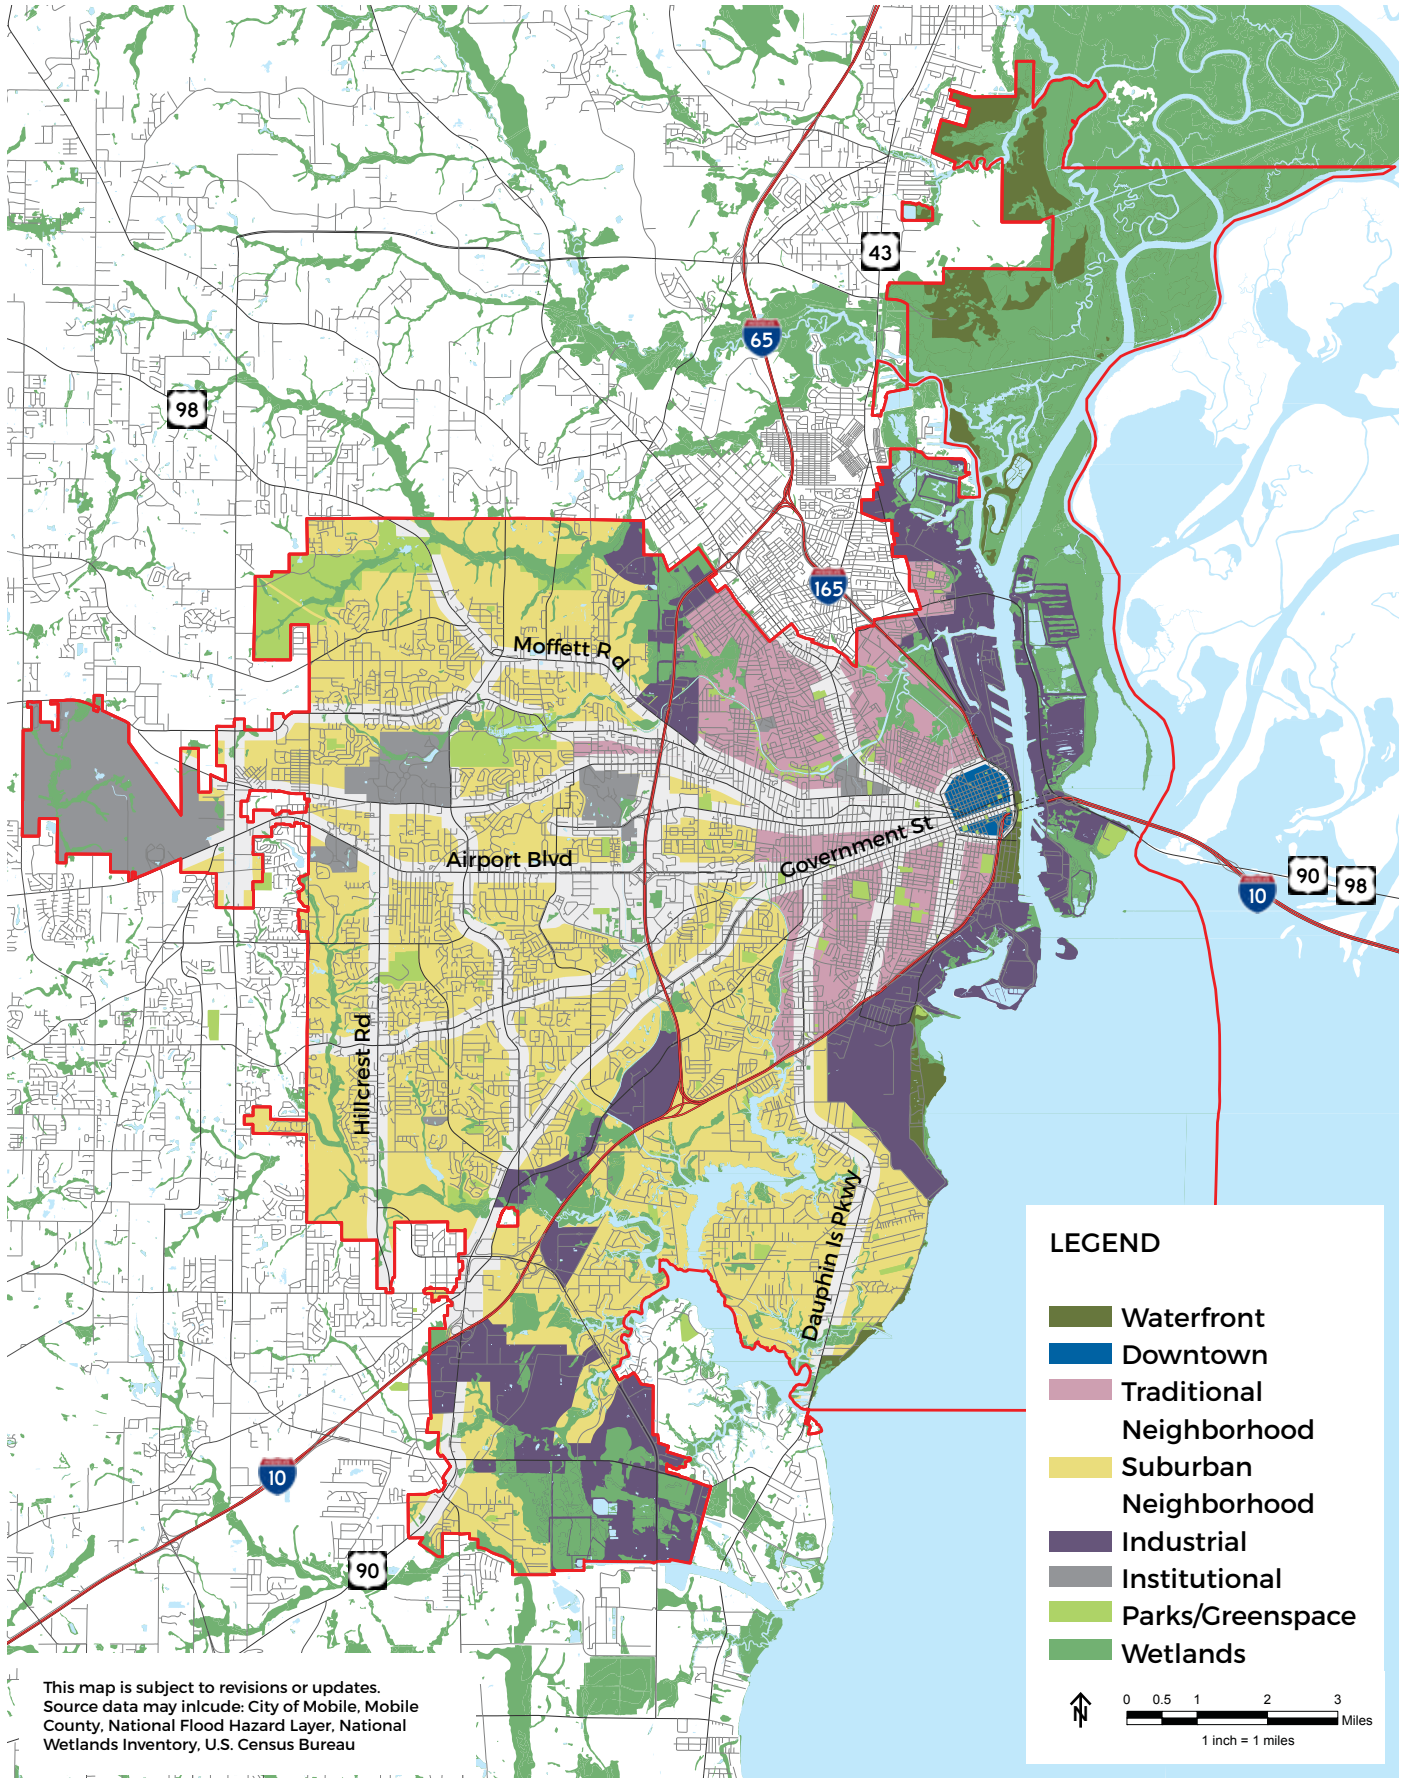 43
65
98
165
Moffett Rd
Airport Blvd
Government St
90
98
10
Hillcrest Rd
Dauphin Is Pkwy
10
90
LEGEND
Waterfront
Downtown
Traditional
Neighborhood
Suburban
Neighborhood
Industrial
Institutional
Parks/Greenspace
Wetlands
N
0 0.5 1 2 3
Miles
1 inch = 1 miles
This map is subject to revisions or updates.
Source data may inlcude: City of Mobile, Mobile
County, National Flood Hazard Layer, National
Wetlands Inventory, U.S. Census Bureau